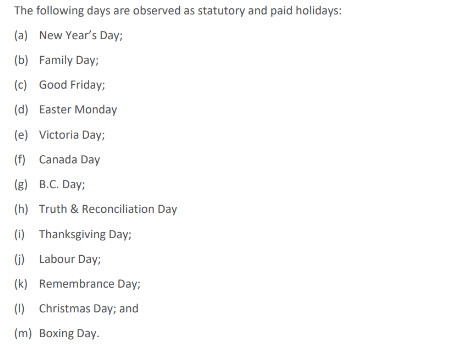 The following days are observed as statutory and paid holidays:
(a) New Year’s Day;
(b) Family Day;
(c) Good Friday;
(d) Easter Monday
(e) Victoria Day;
(f) Canada Day
(g) B.C. Day;
(h) Truth & Reconciliation Day
(i) Thanksgiving Day;
(j) Labour Day;
(k) Remembrance Day;
(l) Christmas Day; and
(m) Boxing Day.